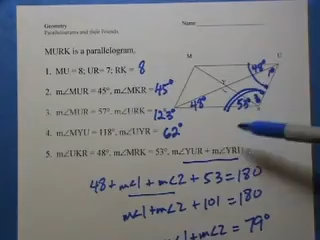 Geometry Name
Parallelograms and their Friends
MURK is a parallelogram.
M U
1. MU = 8; UR= 7; RK = 8
48°
2. m∠MUR = 45°, m∠MKR = 45°
Y
3. m∠MUR = 57°, m∠URK = 123°
48° 53°
4. m∠MYU = 118°, m∠UYR = 62°
5. m∠UKR = 48°, m∠MRK = 53°, m∠YUR + m∠YRU
48 + m∠1 + m∠2 + 53 = 180
m∠1 + m∠2 + 101 = 180
m∠1 + m∠2 = 79°